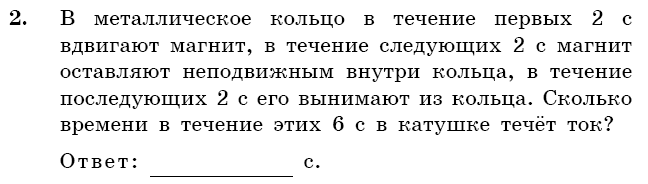 2. В металлическое кольцо в течение первых 2 с
вдвигают магнит, в течение следующих 2 с магнит
оставляют неподвижным внутри кольца, в течение
последующих 2 с его вынимают из кольца. Сколько
времени в течение этих 6 с в катушке течёт ток?
Ответ: ____________ с.